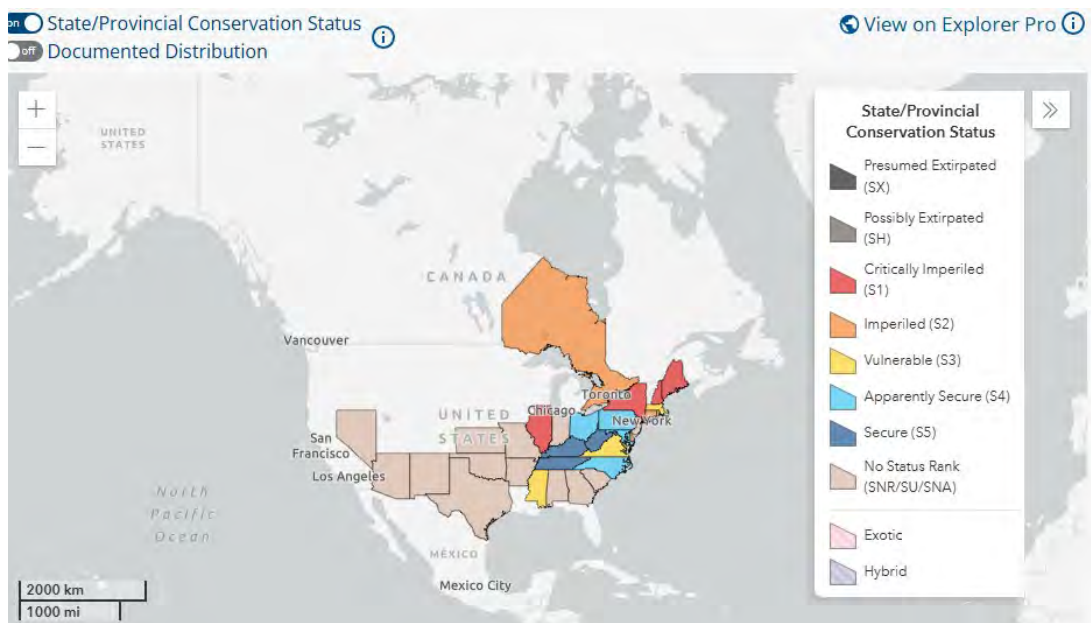 on State/Provincial Conservation Status
off Documented Distribution
View on Explorer Pro
+
−
UNITED
STATES
CANADA
Vancouver
Toronto
Chicago
New York
UNITED
STATES
San
Francisco
Los Angeles
North
Pacific
Ocean
MÉXICO
Mexico City
2000 km
1000 mi
State/Provincial
Conservation Status
Presumed Extirpated
(SX)
Possibly Extirpated
(SH)
Critically Imperiled
(S1)
Imperiled (S2)
Vulnerable (S3)
Apparently Secure (S4)
Secure (S5)
No Status Rank
(SNR/SU/SNA)
Exotic
Hybrid